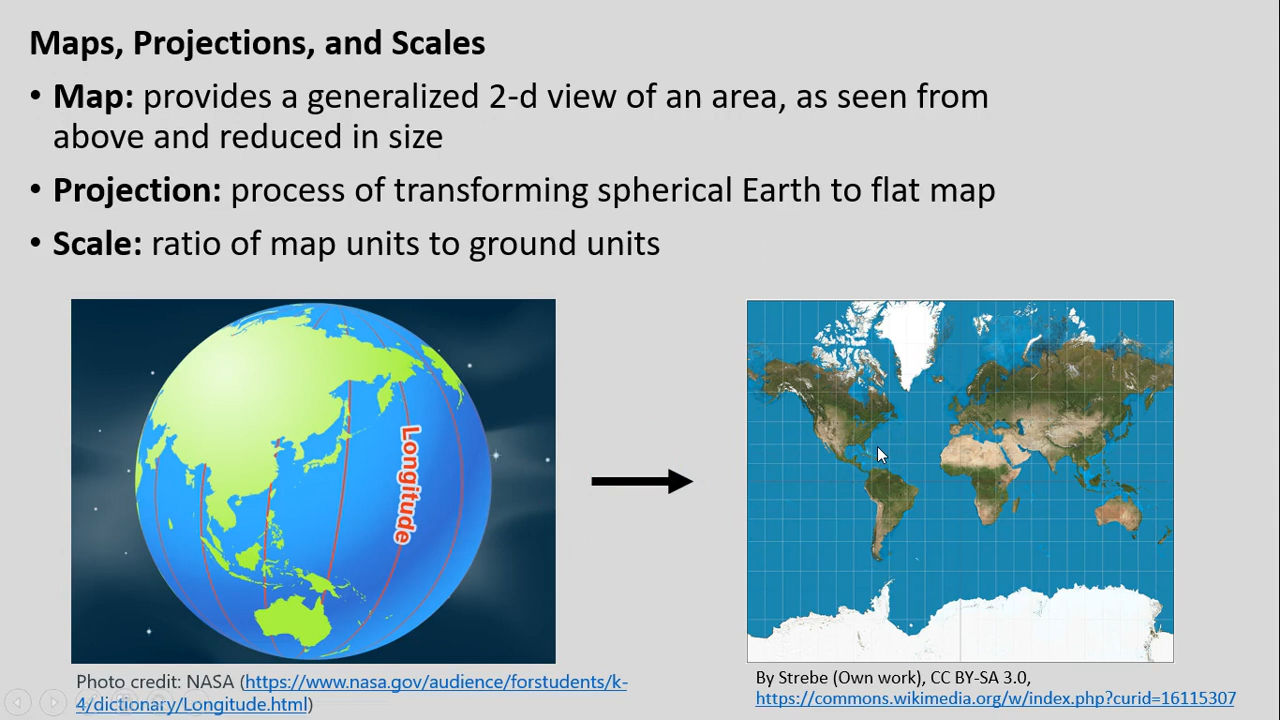 Maps, Projections, and Scales
• Map: provides a generalized 2-d view of an area, as seen from
above and reduced in size
• Projection: process of transforming spherical Earth to flat map
• Scale: ratio of map units to ground units
Longitude
Photo credit: NASA (https://www.nasa.gov/audience/forstudents/k-
4/dictionary/Longitude.html)
By Strebe (Own work), CC BY-SA 3.0,
https://commons.wikimedia.org/w/index.php?curid=16115307